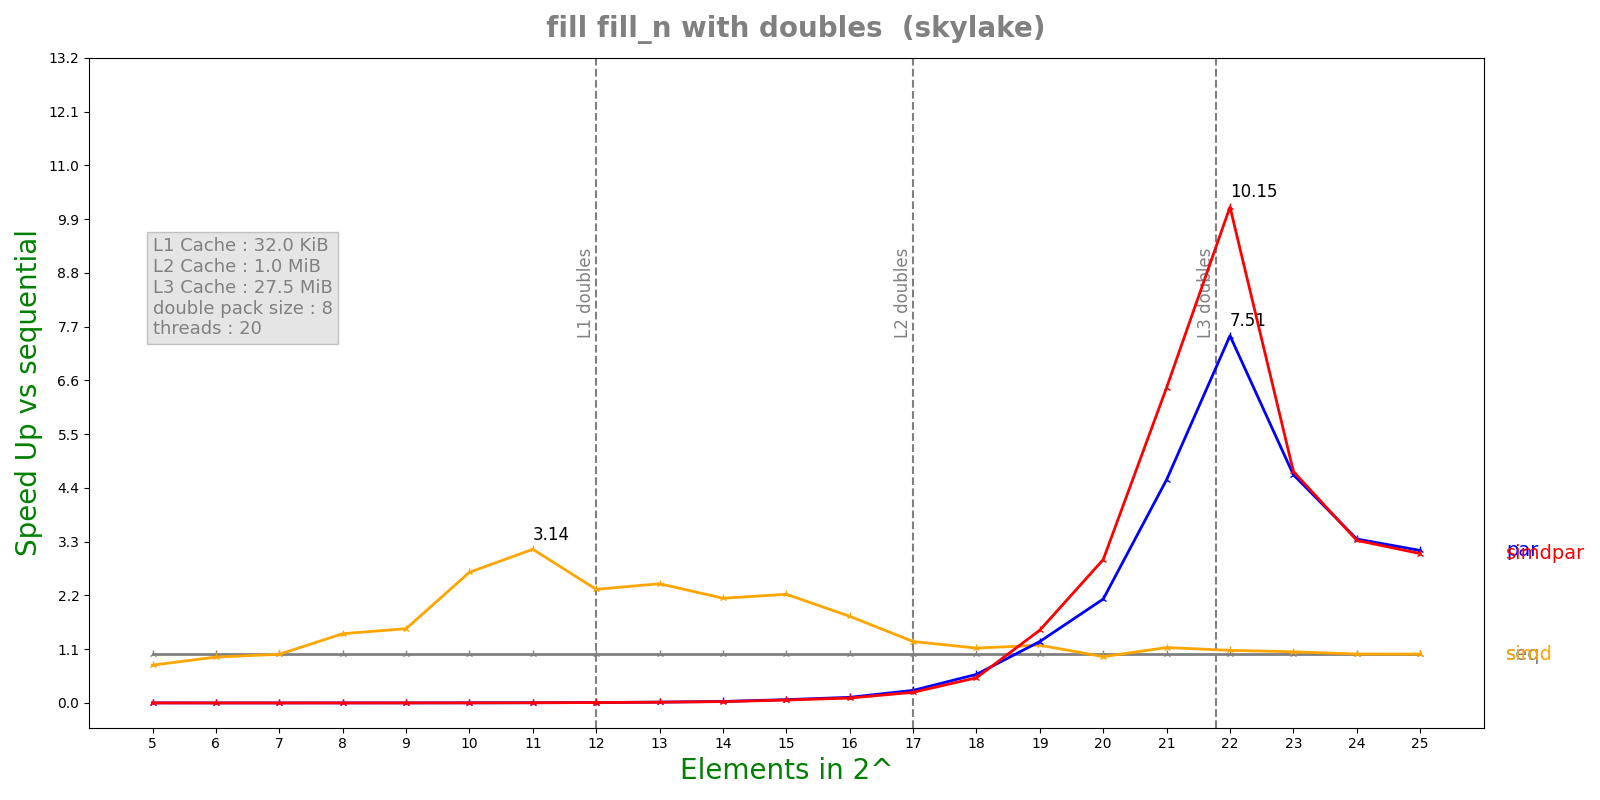 fill fill_n with doubles  (skylake)
13.2
12.1
11.0
9.9
8.8
7.7
6.6
5.5
4.4
3.3
2.2
1.1
0.0
Speed Up vs sequential
L1 Cache : 32.0 KiB
L2 Cache : 1.0 MiB
L3 Cache : 27.5 MiB
double pack size : 8
threads : 20
L1 doubles
L2 doubles
L3 doubles
3.14
10.15
7.51
par
simdpar
seq
simd
5 6 7 8 9 10 11 12 13 14 15 16 17 18 19 20 21 22 23 24 25
Elements in 2^